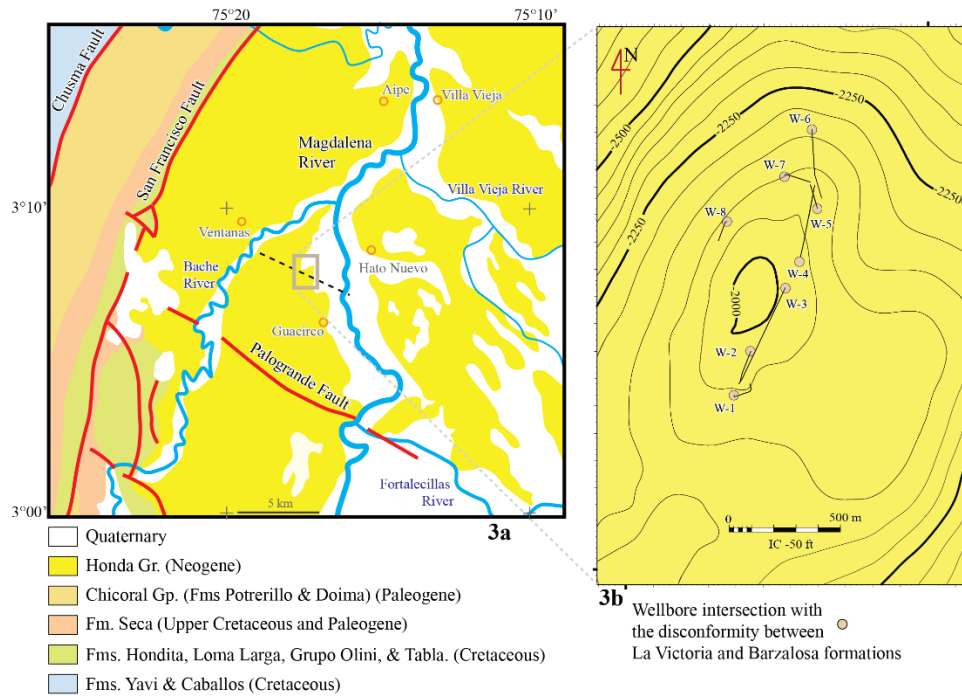 75°20
75°10
Chusma Fault
San Francisco Fault
Aipe
Villa Vieja
Magdalena
River
Villa Vieja River
3°10'
Ventanas
Bache
River
Hato Nuevo
Guacirco
Palogrande Fault
Fortalecillas
River
5 km
3°00'
3a
Quaternary
Honda Gr. (Neogene)
Chicoral Gp. (Fms Potrerillo & Doima) (Paleogene)
Fm. Seca (Upper Cretaceous and Paleogene)
Fms. Hondita, Loma Larga, Grupo Olini, & Tabla. (Cretaceous)
Fms. Yavi & Caballos (Cretaceous)
N
-2500
-2250
-2250
W-6
W-7
W-8
W-5
-2250
-2250
W-4
W-3
-2000
W-2
W-1
0
500 m
IC -50 ft
3b
Wellbore intersection with
the disconformity between
La Victoria and Barzalosa formations